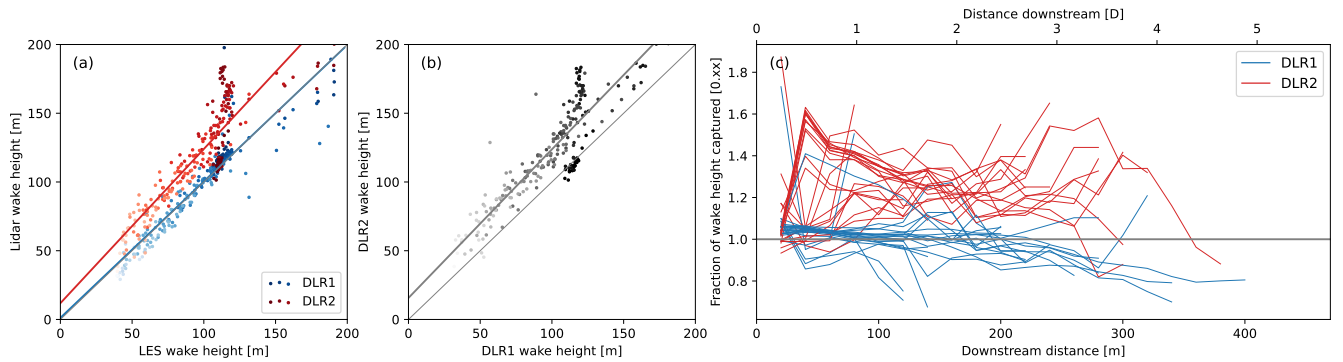 Distance downstream [D]
0 1 2 3 4 5
200
150
100
50
0
Lidar wake height [m]
(a)
DLR1
DLR2
0 50 100 150 200
LES wake height [m]
200
150
100
50
0
DLR2 wake height [m]
(b)
0 50 100 150 200
DLR1 wake height [m]
1.8
1.6
1.4
1.2
1.0
0.8
Fraction of wake height captured [0.xx]
(c)
DLR1
DLR2
0 100 200 300 400
Downstream distance [m]